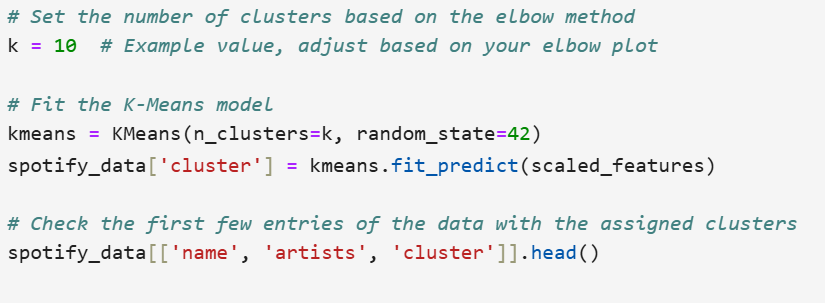 # Set the number of clusters based on the elbow method
k = 10  # Example value, adjust based on your elbow plot
# Fit the K-Means model
kmeans = KMeans(n_clusters=k, random_state=42)
spotify_data['cluster'] = kmeans.fit_predict(scaled_features)
# Check the first few entries of the data with the assigned clusters
spotify_data[['name', 'artists', 'cluster']].head()